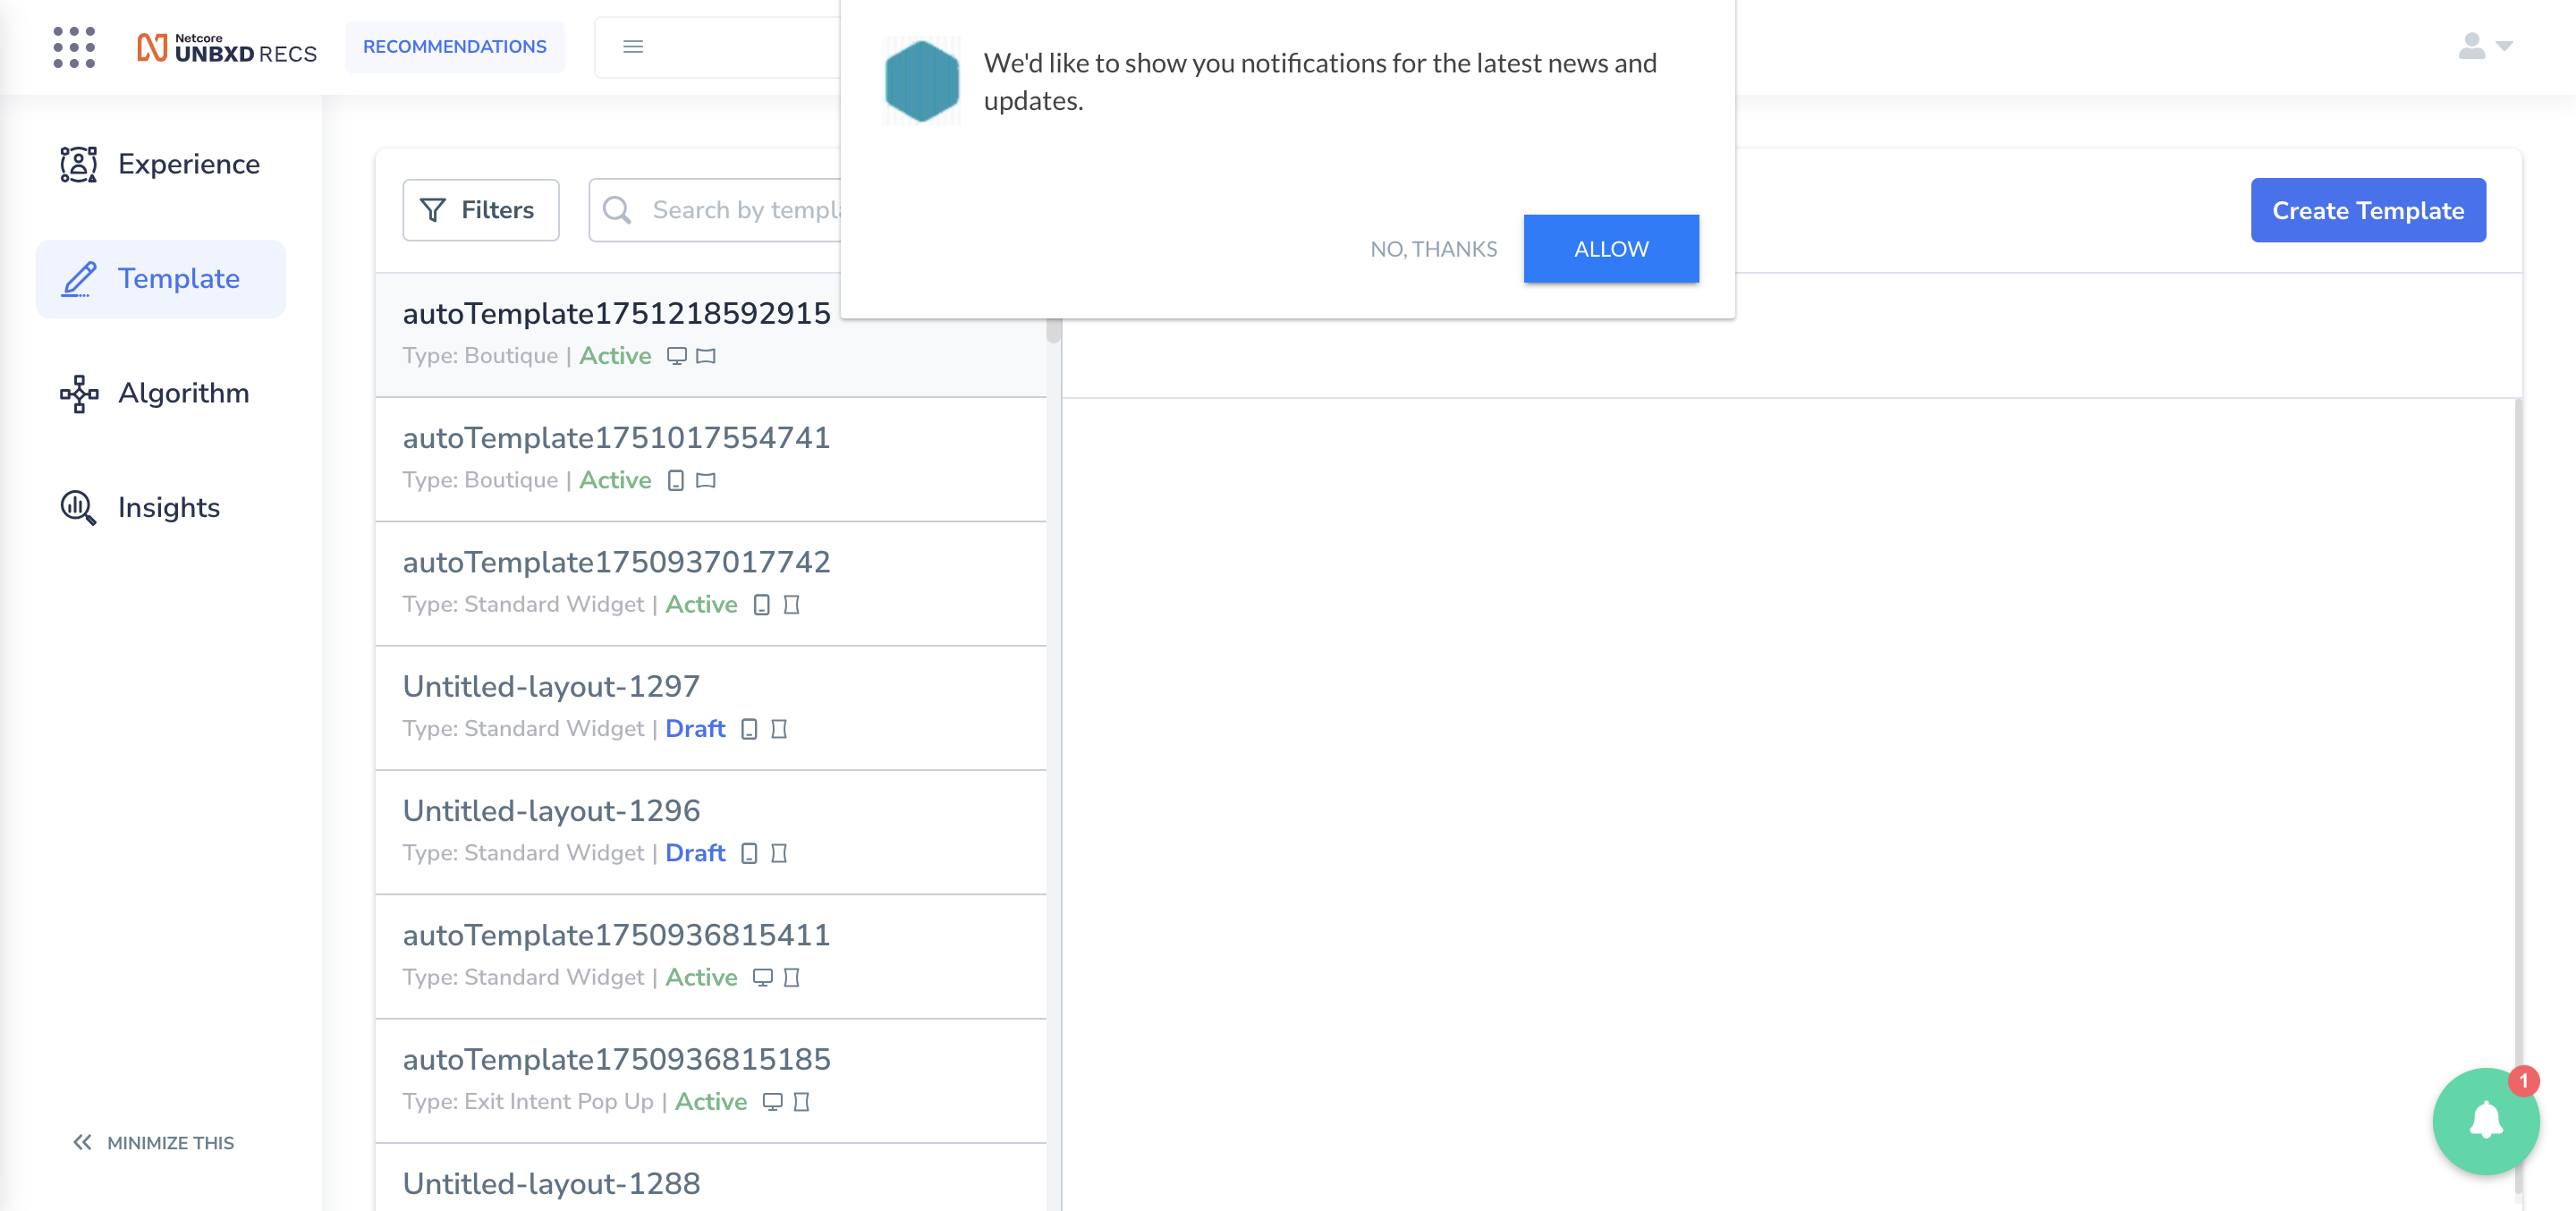 Netcore
UNBXD RECS
RECOMMENDATIONS
We'd like to show you notifications for the latest news and
updates.
NO, THANKS
ALLOW
Experience
Template
Algorithm
Insights
MINIMIZE THIS
Filters
Search by templ
Create Template
autoTemplate1751218592915
Type: Boutique | Active
autoTemplate1751017554741
Type: Boutique | Active
autoTemplate1750937017742
Type: Standard Widget | Active
Untitled-layout-1297
Type: Standard Widget | Draft
Untitled-layout-1296
Type: Standard Widget | Draft
autoTemplate1750936815411
Type: Standard Widget | Active
autoTemplate1750936815185
Type: Exit Intent Pop Up | Active
Untitled-layout-1288
1